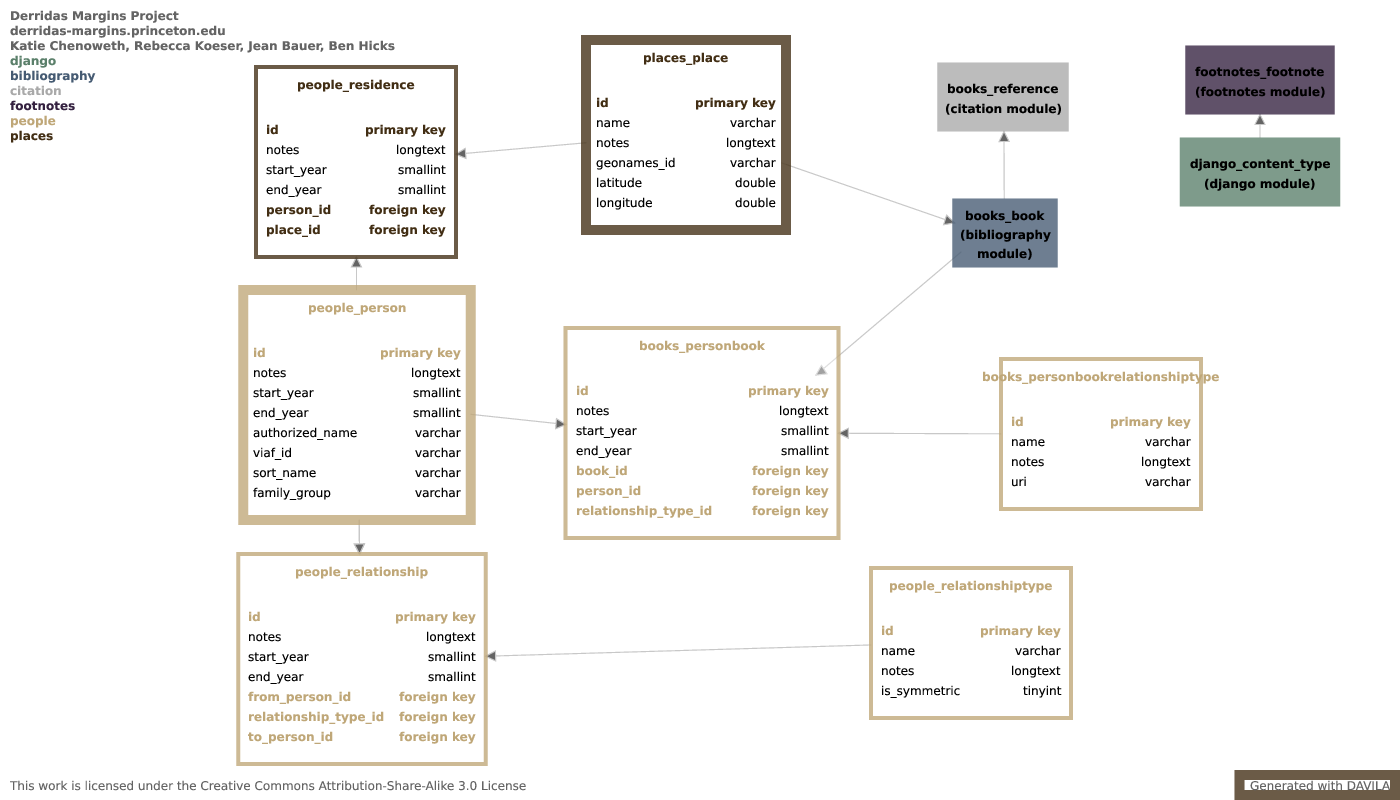 Derridas Margins Project
derridas-margins.princeton.edu
Katie Chenoweth, Rebecca Koeser, Jean Bauer, Ben Hicks
django
bibliography
citation
footnotes
people
places
people_residence
id primary key
notes longtext
start_year smallint
end_year smallint
person_id foreign key
place_id foreign key
places_place
id primary key
name varchar
notes longtext
geonames_id varchar
latitude double
longitude double
books_reference
(citation module)
footnotes_footnote
(footnotes module)
django_content_type
(django module)
books_book
(bibliography
module)
people_person
id primary key
notes longtext
start_year smallint
end_year smallint
authorized_name varchar
viaf_id varchar
sort_name varchar
family_group varchar
books_personbook
id primary key
notes longtext
start_year smallint
end_year smallint
book_id foreign key
person_id foreign key
relationship_type_id foreign key
books_personbookrelationshiptype
id primary key
name varchar
notes longtext
uri varchar
people_relationship
id primary key
notes longtext
start_year smallint
end_year smallint
from_person_id foreign key
relationship_type_id foreign key
to_person_id foreign key
people_relationshiptype
id primary key
name varchar
notes longtext
is_symmetric tinyint
This work is licensed under the Creative Commons Attribution-Share-Alike 3.0 License
Generated with DAVILA